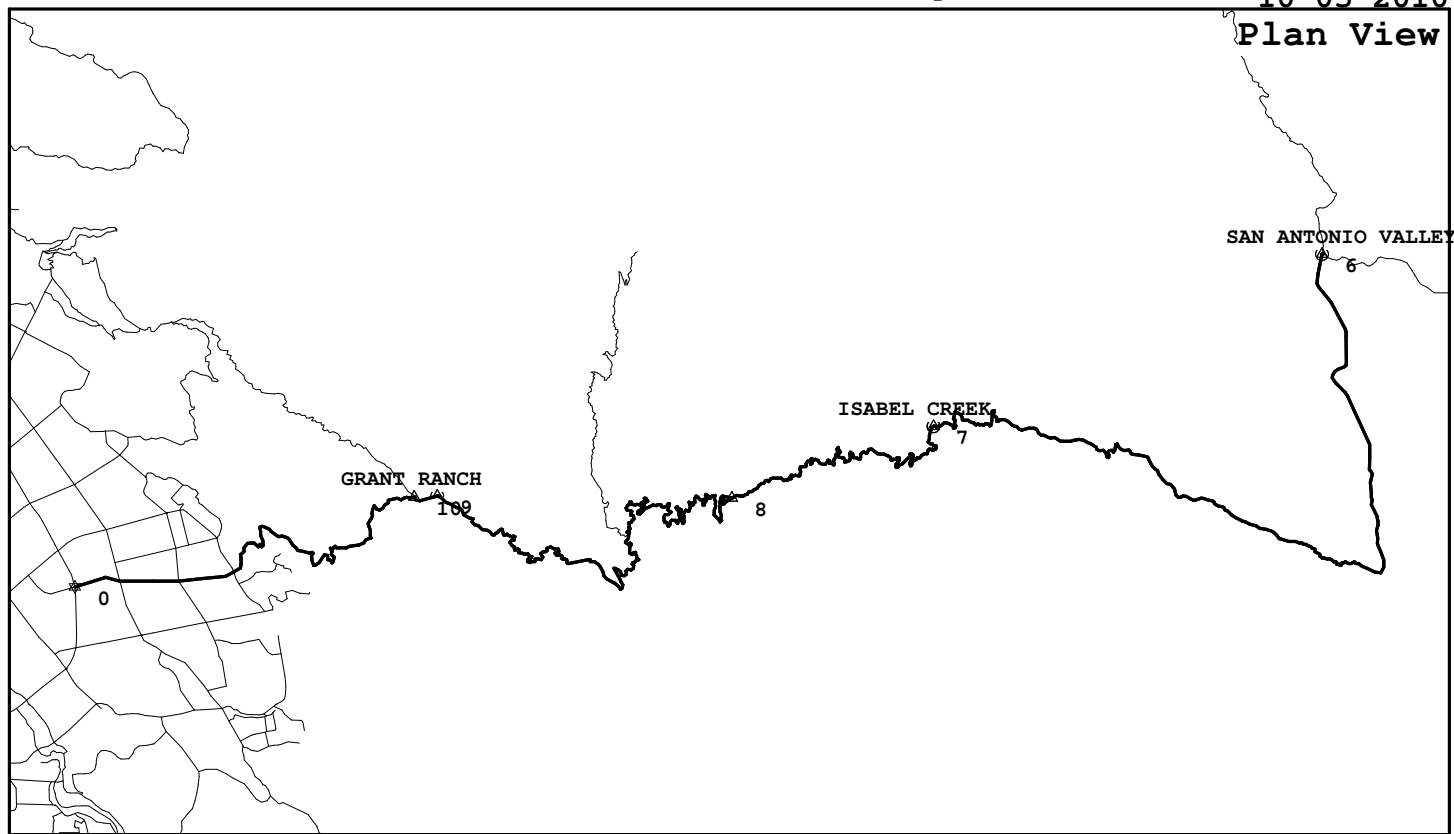 Plan View
SAN ANTONIO VALLEY
6
ISABEL CREEK
7
GRANT RANCH
109
8
0